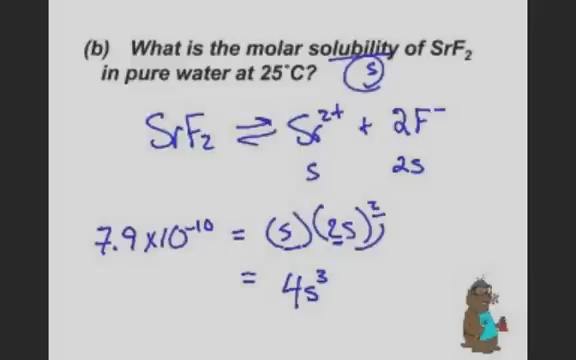 (b) What is the molar solubility of SrF₂
in pure water at 25°C? s
SrF₂ ⇌ Sr²⁺ + 2F⁻
s 2s
7.9 x 10⁻¹⁰ = (s)(2s)²
= 4s³